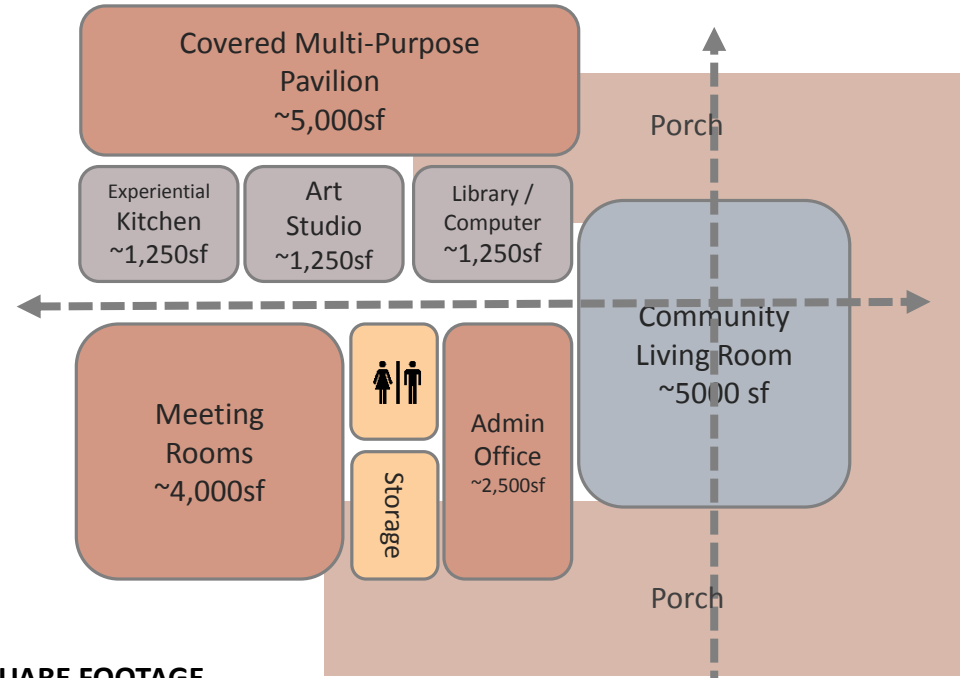 Covered Multi-Purpose
Pavilion
~5,000sf
Porch
Experiential
Kitchen
~1,250sf
Art
Studio
~1,250sf
Library /
Computer
~1,250sf
Community
Living Room
~5000 sf
Meeting
Rooms
~4,000sf
Storage
Admin
Office
~2,500sf
Porch
FOOTAGE